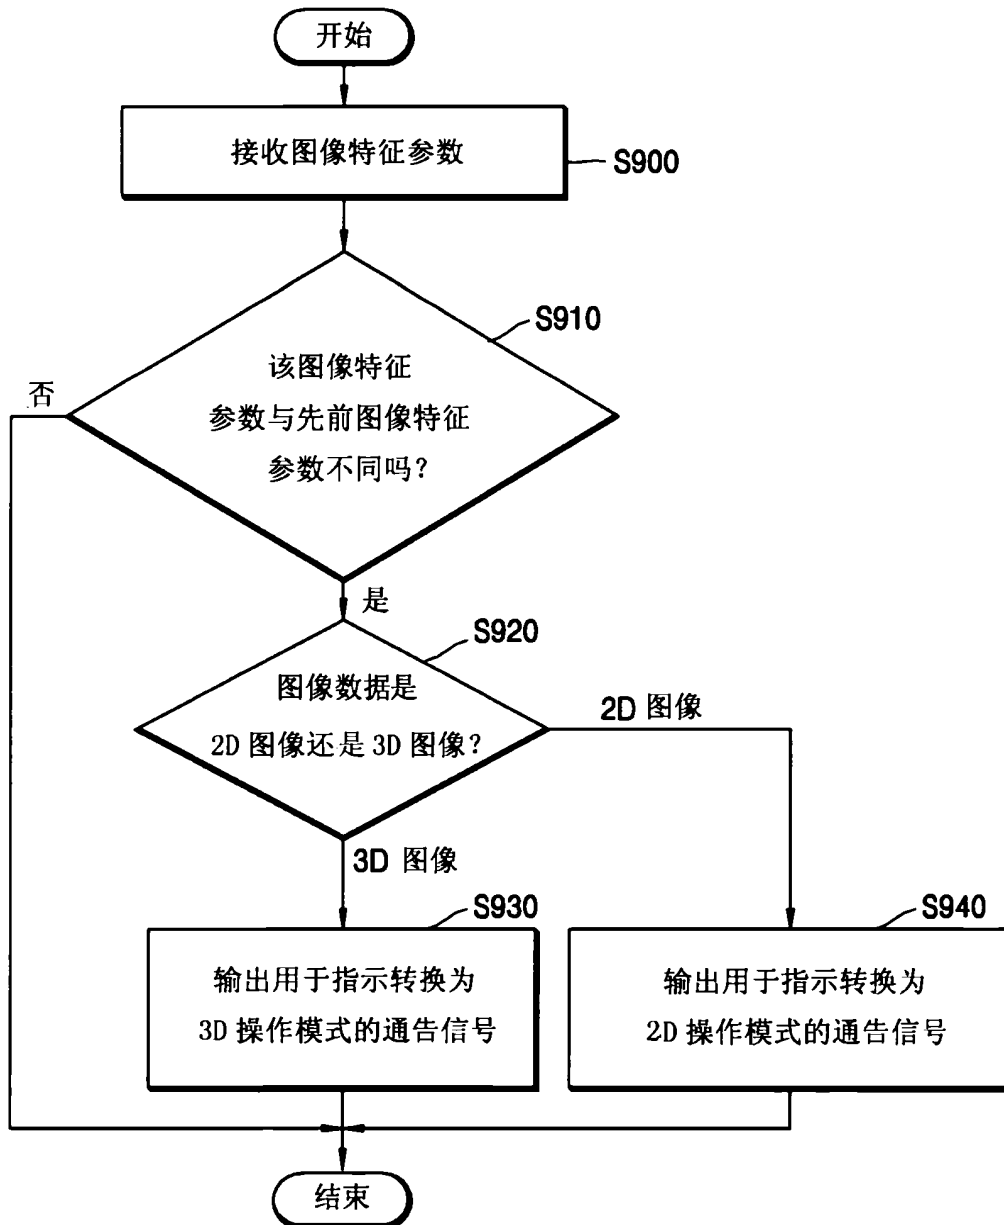 开始
接收图像特征参数
S900
S910
该图像特征
参数与先前图像特征
参数不同吗?
否
是
S920
图像数据是
2D 图像还是 3D 图像?
2D 图像
3D 图像
S930
输出用于指示转换为
3D 操作模式的通告信号
S940
输出用于指示转换为
2D 操作模式的通告信号
结束